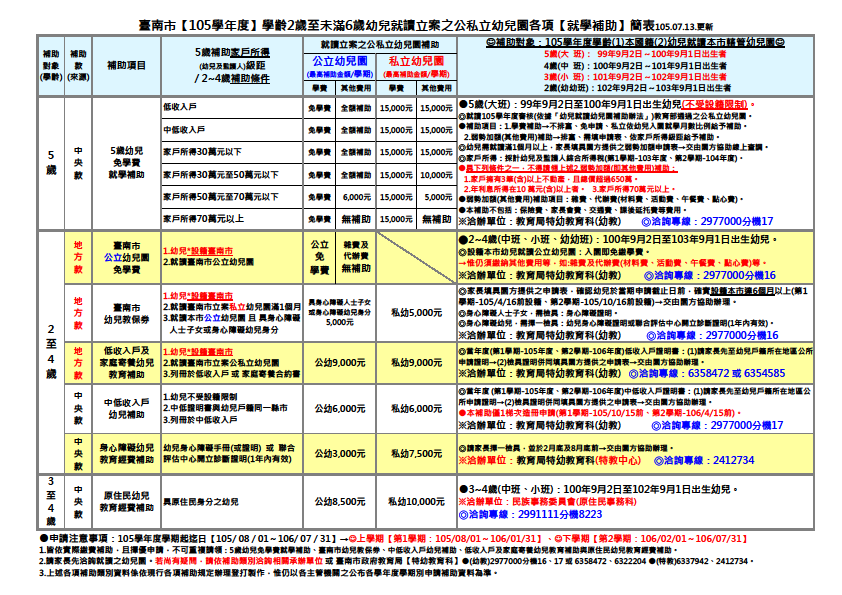 臺南市【105學年度】學齡2歲至未滿6歲幼兒就讀立案之公私立幼兒園各項【就學補助】簡表105.07.13.更新
補助對象(學齡)
補助款(來源)
補助項目
5歲補助家戶所得
(幼兒及監護人)級距
/ 2~4歲補助條件
就讀立案之公私立幼兒園補助
公立幼兒園
(最高補助金額/學期)
私立幼兒園
(最高補助金額/學期)
學費
其他費用
學費
其他費用
◎補助對象：105學年度學齡(1)本國籍(2)幼兒就讀本市轄管幼兒園◎
5歲(大 班)： 99年9月2日～100年9月1日出生者
4歲(中 班)：100年9月2日～101年9月1日出生者
3歲(小 班)：101年9月2日～102年9月1日出生者
2歲(幼幼班)：102年9月2日～103年9月1日出生者
5歲
中央款
5歲幼兒
免學費
就學補助
低收入戶
免學費
全額補助
15,000元
15,000元
中低收入戶
免學費
全額補助
15,000元
15,000元
家戶所得30萬元以下
免學費
全額補助
15,000元
15,000元
家戶所得30萬元至50萬元以下
免學費
全額補助
15,000元
10,000元
家戶所得50萬元至70萬元以下
免學費
6,000元
15,000元
5,000元
家戶所得70萬元以上
免學費
無補助
15,000元
無補助
●5歲(大班)：99年9月2日至100年9月1日出生幼兒(不受設籍限制)。
◎就讀105學年度審核(依據「幼兒就讀幼兒園補助辦法」)教育部通過之公私立幼兒園。
●補助項目：1.學費補助→不排富、免申請、私立依幼兒入園就學月數比例給予補助。
2.弱勢加額(其他費用)補助→排富、需填申請表、依家戶所得級距給予補助。
◎幼兒需就讀滿1個月以上，家長填具園方提供之弱勢加額申請表→交由園方協助線上查調。
◎家戶所得：採計幼兒及監護人綜合所得稅(第1學期-103年度、第2學期-104年度)。
●具下列條件之一，不得請領上述2.弱勢加額(即其他費用)補助：
1.家戶擁有3筆(含)以上不動產，且總價超過650萬。
2.年利息所得在10 萬元(含)以上者。 3.家戶所得70萬元以上。
●弱勢加額(其他費用)補助項目：雜費、代辦費(材料費、活動費、午餐費、點心費)。
●本補助不包括：保險費、家長會費、交通費、課後延托費等費用。
※洽辦單位：教育局特幼教育科(幼教) ◎洽詢專線：2977000分機17
2至4歲
地方款
臺南市
公立幼兒園
免學費
1.幼兒*設籍臺南市
2.就讀臺南市公立幼兒園
公立
免
學費
雜費及
代辦費
無補助
●2~4歲(中班、小班、幼幼班)：100年9月2日至103年9月1日出生幼兒。
◎設籍本市幼兒就讀公立幼兒園：入園即免繳學費。
→惟仍須繳納其他費用等，如:雜費及代辦費(材料費、活動費、午餐費、點心費)等。
※洽辦單位：教育局特幼教育科(幼教) ◎洽詢專線：2977000分機16
地方款
臺南市
幼兒教保券
1.幼兒*設籍臺南市
2.就讀臺南市立案私立幼兒園滿1個月
3.就讀本市公立幼兒園 且 具身心障礙
人士子女或身心障礙幼兒身分
具身心障礙人士子女
或身心障礙幼兒身分
5,000元
私幼5,000元
◎家長填具園方提供之申請表，確認幼兒於當期申請截止日前，確實設籍本市達6個月以上(第1
學期-105/4/16前設籍、第2學期-105/10/16前設籍)→交由園方協助辦理。
◎身心障礙人士子女，需檢具：身心障礙證明。
◎身心障礙幼兒，需擇一檢具：幼兒身心障礙證明或聯合評估中心開立診斷證明(1年內有效)。
※洽辦單位：教育局特幼教育科(幼教) ◎洽詢專線：2977000分機16
地方款
低收入戶及
家庭寄養幼兒
教育補助
1.幼兒*設籍臺南市
2.就讀臺南市立案公私立幼兒園
3.列冊於低收入戶 或 家庭寄養合約書
公幼9,000元
私幼9,000元
◎當年度(第1學期-105年度、第2學期-106年度)低收入戶證明書：(1)請家長先至幼兒戶籍所在地區公所
申請證明→(2)檢具證明併同填具園方提供之申請表→交由園方協助辦理。
※洽辦單位：教育局特幼教育科(幼教) ◎洽詢專線：6358472 或 6354585
中央款
中低收入戶
幼兒補助
1.幼兒不受設籍限制
2.中低證明書與幼兒戶籍同一縣市
3.列冊於中低收入戶
公幼6,000元
私幼6,000元
◎當年度 (第1學期-105年度、第2學期-106年度)中低收入戶證明書：(1)請家長先至幼兒戶籍所在地區公
所申請證明→(2)檢具證明併同填具園方提供之申請表→交由園方協助辦理。
●本補助僅1梯次造冊申請(第1學期-105/10/15前、第2學期-106/4/15前)。
※洽辦單位：教育局特幼教育科(幼教) ◎洽詢專線：2977000分機17
中央款
身心障礙幼兒
教育經費補助
幼兒身心障礙手冊(或證明) 或 聯合
評估中心開立診斷證明(1年內有效)
公幼3,000元
私幼7,500元
◎請家長擇一檢具，並於2月底及8月底前→交由園方協助辦理。
※洽辦單位：教育局特幼教育科(特教中心) ◎洽詢專線：2412734
3至4歲
中央款
原住民幼兒
教育經費補助
具原住民身分之幼兒
公幼8,500元
私幼10,000元
●3~4歲(中班、小班)：100年9月2日至102年9月1日出生幼兒。
※洽辦單位：民族事務委員會(原住民事務科)
◎洽詢專線：2991111分機8223
●申請注意事項：105學年度學期起迄日【105/ 08 / 01～106/ 07 / 31】→◎上學期【第1學期：105/08/01～106/01/31】、◎下學期【第2學期：106/02/01～106/07/31】
1.皆依實際繳費補助，且擇優申請，不可重複請領：5歲幼兒免學費就學補助、臺南市幼兒教保券、中低收入戶幼兒補助、低收入戶及家庭寄養幼兒教育補助與原住民幼兒教育經費補助。
2.請家長先洽詢就讀之幼兒園。若尚有疑問，請依補助類別洽詢相關承辦單位 或 臺南市政府教育局【特幼教育科】●(幼教)2977000分機16、17 或 6358472、6322204 ●(特教)6337942、2412734。
3.上述各項補助類別資料係依現行各項補助規定辦理登打製作，惟仍以各主管機關之公布各學年度學期別申請補助資料為準。